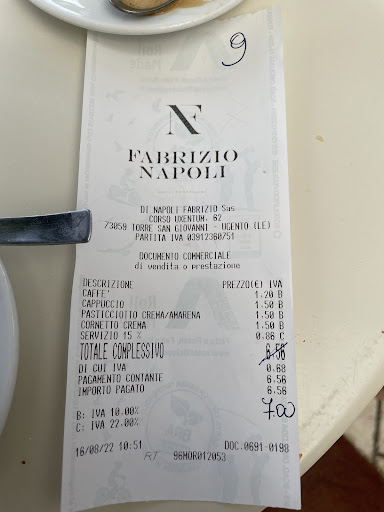 9
N
FABRIZIO
NAPOLI
DI NAPOLI FABRIZIO Sas
CORSO UXENTUM, 62
73059 TORRE SAN GIOVANNI - UGENTO (LE)
PARTITA IVA 03912360751
DOCUMENTO COMMERCIALE
di vendita o prestazione
DESCRIZIONE PREZZO(€) IVA
CAFFE' 1.20 B
CAPPUCCIO 1.50 B
PASTICCIOTTO CREMA/AMARENA 1.50 B
CORNETTO CREMA 1.50 B
SERVIZIO 15 % 0.86 C
TOTALE COMPLESSIVO 6.56
DI CUI IVA 0.68
PAGAMENTO CONTANTE 6.56
IMPORTO PAGATO 6.56
7.00
B: IVA 10.00%
C: IVA 22.00%
16/08/22 10:51 DOC.0691-0198
96MOR012053